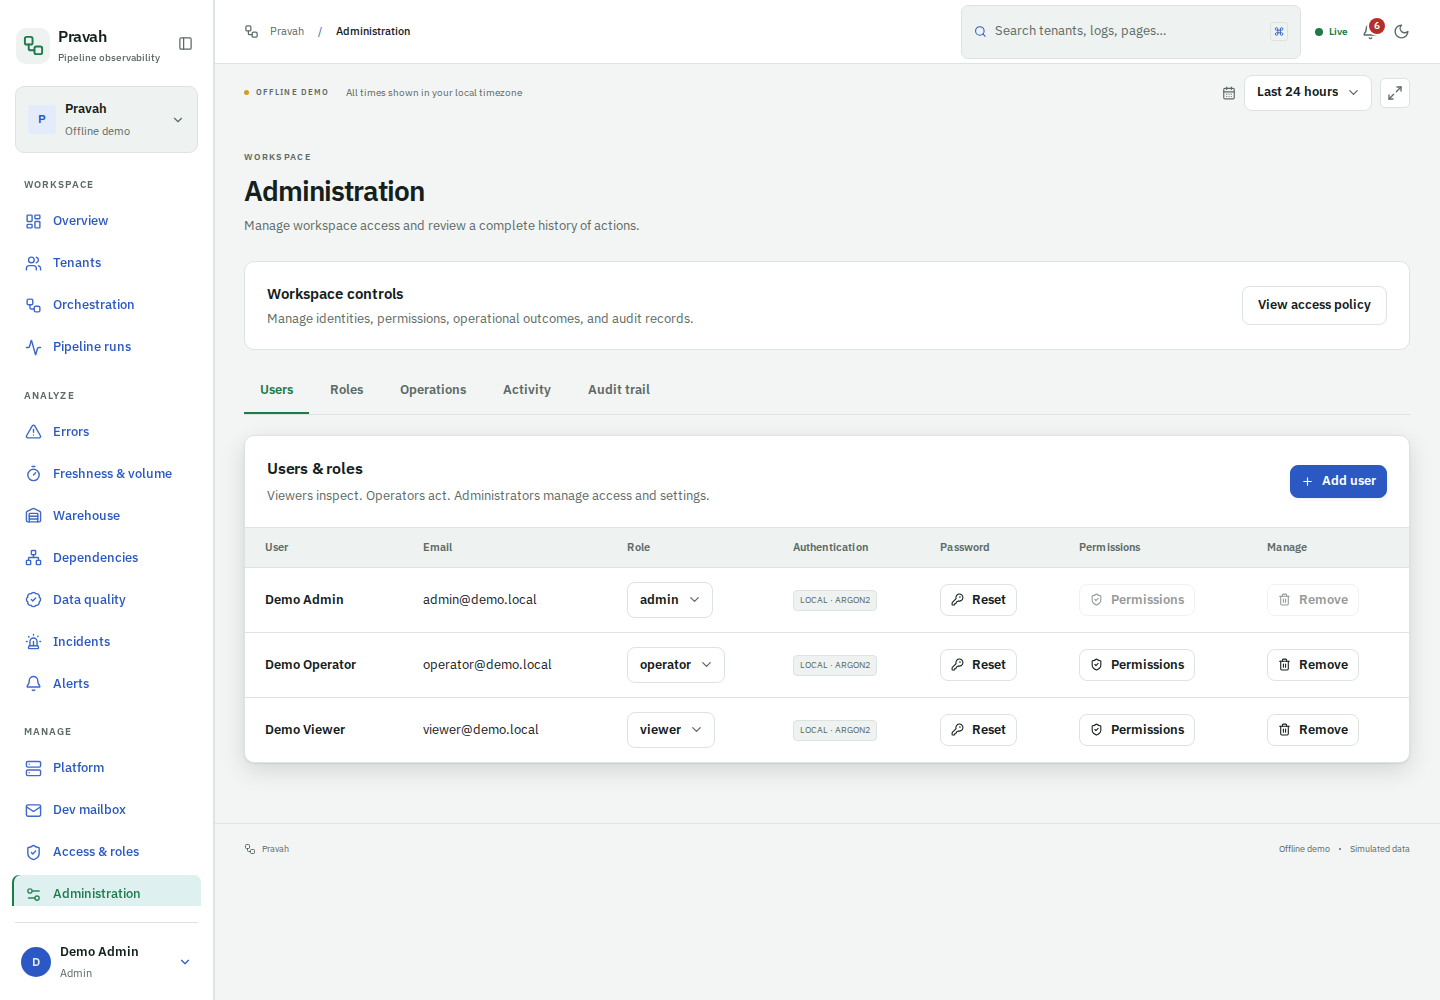 Pravah
Pipeline observability
P
Pravah
Offline demo
WORKSPACE
Overview
Tenants
Orchestration
Pipeline runs
ANALYZE
Errors
Freshness & volume
Warehouse
Dependencies
Data quality
Incidents
Alerts
MANAGE
Platform
Dev mailbox
Access & roles
Administration
D
Demo Admin
Admin
Pravah / Administration
Search tenants, logs, pages... ⌘
Live
6
OFFLINE DEMO All times shown in your local timezone
Last 24 hours
WORKSPACE
Administration
Manage workspace access and review a complete history of actions.
Workspace controls
Manage identities, permissions, operational outcomes, and audit records.
View access policy
Users Roles Operations Activity Audit trail
Users & roles
Viewers inspect. Operators act. Administrators manage access and settings.
Add user
User Email Role Authentication Password Permissions Manage
Demo Admin admin@demo.local admin LOCAL · ARGON2 Reset Permissions Remove
Demo Operator operator@demo.local operator LOCAL · ARGON2 Reset Permissions Remove
Demo Viewer viewer@demo.local viewer LOCAL · ARGON2 Reset Permissions Remove
Pravah
Offline demo • Simulated data